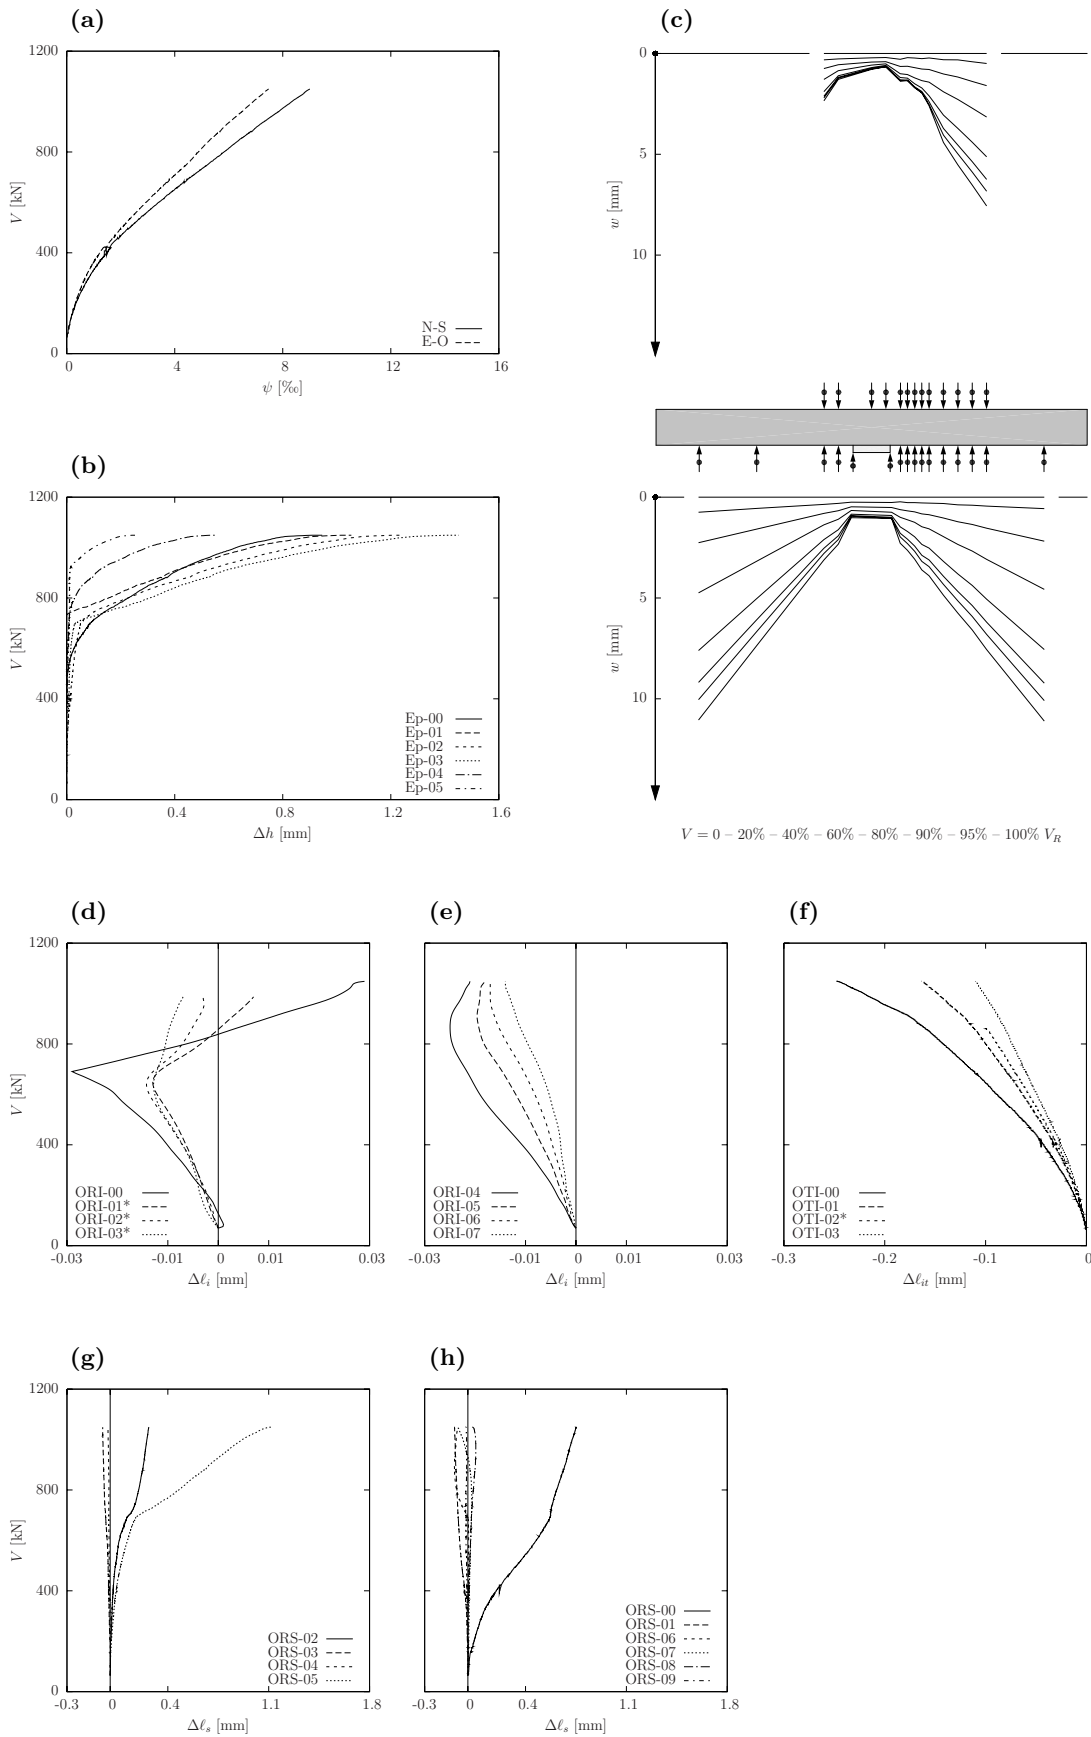 (a)
1200
800
400
0
V [kN]
N-S
E-O
0 4 8 12 16
ψ [‰]
(c)
0
5
10
w [mm]
(b)
1200
800
400
0
V [kN]
Ep-00
Ep-01
Ep-02
Ep-03
Ep-04
Ep-05
0 0.4 0.8 1.2 1.6
Δh [mm]
0
5
10
w [mm]
V = 0 – 20% – 40% – 60% – 80% – 90% – 95% – 100% V_R
(d)
1200
800
400
0
V [kN]
ORI-00
ORI-01*
ORI-02*
ORI-03*
-0.03 -0.01 0 0.01 0.03
Δℓ_i [mm]
(e)
ORI-04
ORI-05
ORI-06
ORI-07
-0.03 -0.01 0 0.01 0.03
Δℓ_i [mm]
(f)
OTI-00
OTI-01
OTI-02*
OTI-03
-0.3 -0.2 -0.1 0
Δℓ_it [mm]
(g)
1200
800
400
0
V [kN]
ORS-02
ORS-03
ORS-04
ORS-05
-0.3 0 0.4 1.1 1.8
Δℓ_s [mm]
(h)
ORS-00
ORS-01
ORS-06
ORS-07
ORS-08
ORS-09
-0.3 0 0.4 1.1 1.8
Δℓ_s [mm]